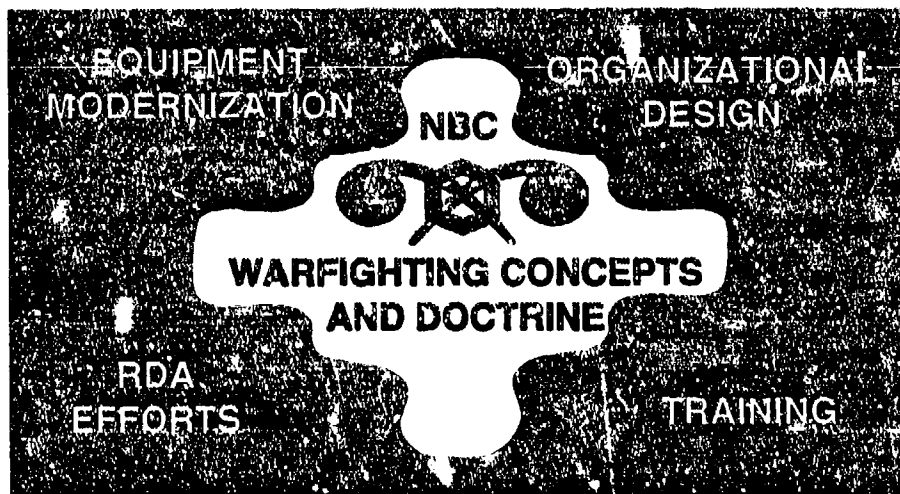 EQUIPMENT
MODERNIZATION
ORGANIZATIONAL
DESIGN
NBC
WARFIGHTING CONCEPTS
AND DOCTRINE
RDA
EFFORTS
TRAINING